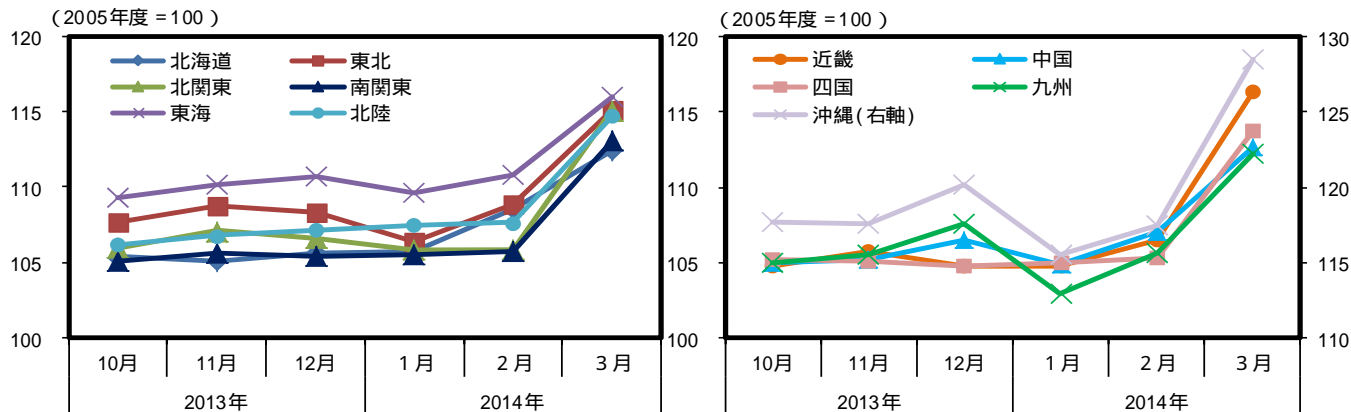 （2005年度 =100）
120
115
110
105
100
北海道
東北
北関東
南関東
東海
北陸
10月
11月
12月
1 月
2 月
3 月
2013年
2014年
（2005年度 =100）
120
115
110
105
100
近畿
中国
四国
九州
沖縄( 右軸)
130
125
120
115
110
10月
11月
12月
1 月
2 月
3 月
2013年
2014年